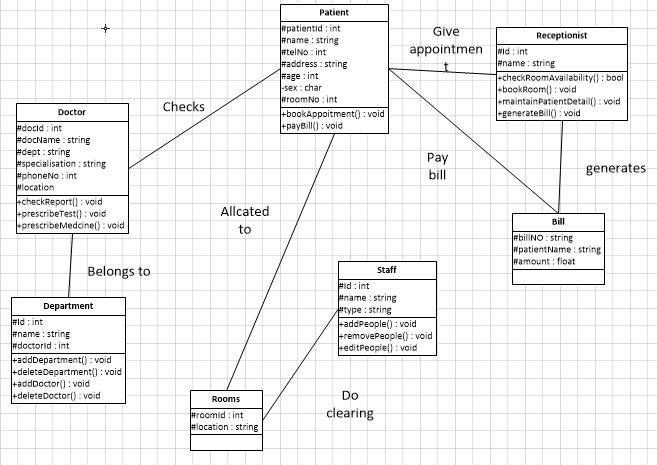 Patient
#patientId : int
#name : string
#telNo : int
#address : string
#age : int
-sex : char
#roomNo : int
+bookAppoitment() : void
+payBill() : void
Give
appointmen
t
Receptionist
#Id : int
#name : string
+checkRoomAvailability() : bool
+bookRoom() : void
+maintainPatientDetail() : void
+generateBill() : void
Doctor
#docId : int
#docName : string
#dept : string
#specialisation : string
#phoneNo : int
#location
+checkReport() : void
+prescribeTest() : void
+prescribeMedcine() : void
Checks
Pay
bill
generates
Allcated
to
Bill
#billNO : string
#patientName : string
#amount : float
Belongs to
Staff
#Id : int
#name : string
#type : string
+addPeople() : void
+removePeople() : void
+editPeople() : void
Department
#Id : int
#name : string
#doctorId : int
+addDepartment() : void
+deleteDepartment() : void
+addDoctor() : void
+deleteDoctor() : void
Rooms
#roomId : int
#location : string
Do
clearing